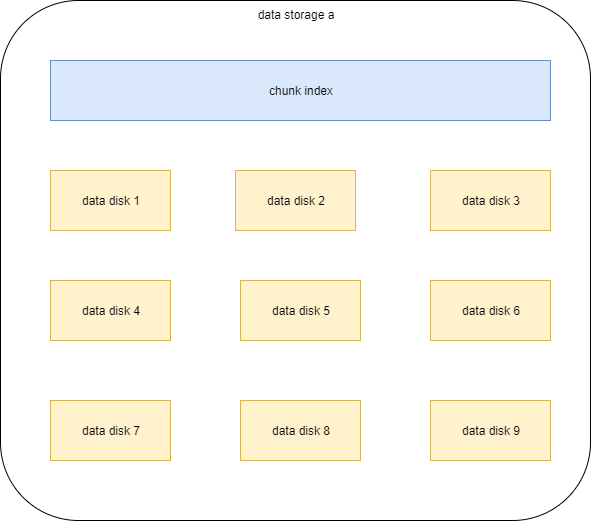 data storage a
chunk index
data disk 1
data disk 2
data disk 3
data disk 4
data disk 5
data disk 6
data disk 7
data disk 8
data disk 9